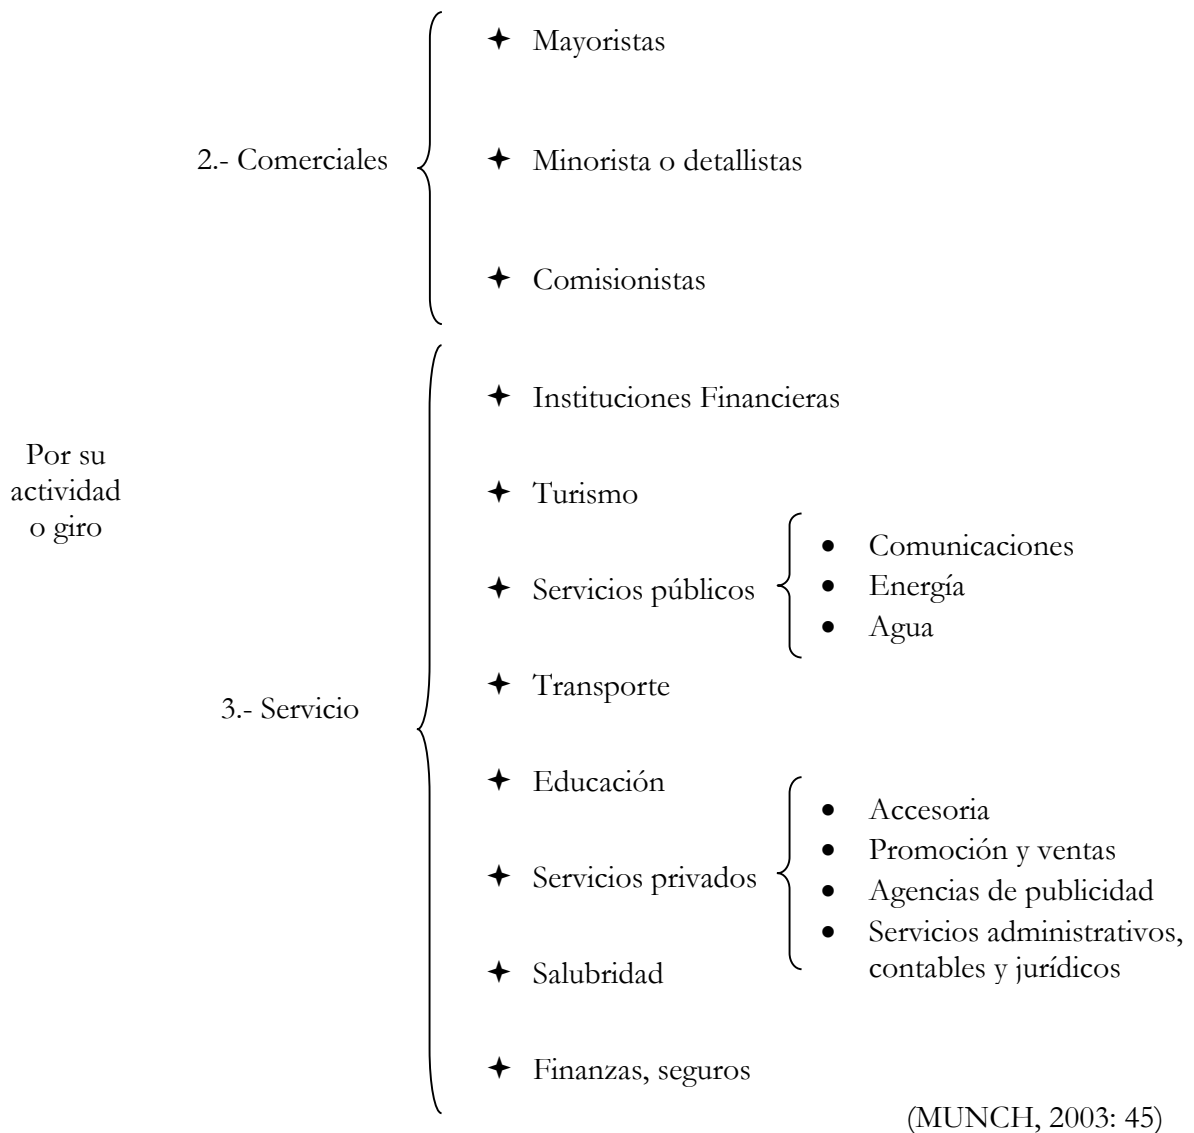 Por su
actividad
o giro
2.- Comerciales
Mayoristas
Minorista o detallistas
Comisionistas
3.- Servicio
Instituciones Financieras
Turismo
Servicios públicos
• Comunicaciones
• Energía
• Agua
Transporte
Educación
Servicios privados
• Accesoria
• Promoción y ventas
• Agencias de publicidad
• Servicios administrativos,
contables y jurídicos
Salubridad
Finanzas, seguros
(MUNCH, 2003: 45)